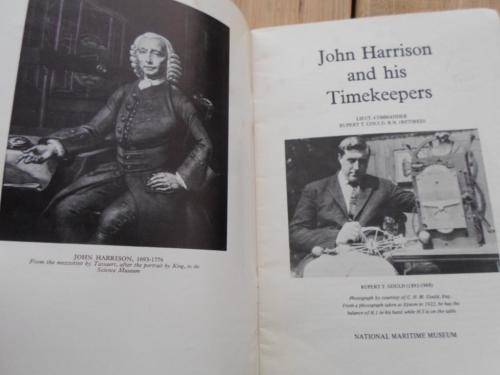 JOHN HARRISON, 1693-1776
From the mezzotint by Tassaert, after the portrait by King, in the
Science Museum
John Harrison
and his
Timekeepers
LIEUT.-COMMANDER
RUPERT T. GOULD, R.N. (RETIRED)
RUPERT T. GOULD (1890-1948)
Photograph by courtesy of C. H. M. Gould, Esq.
From a photograph taken at Epsom in 1922, he has the
balance of H.1 in his hand while H.3 is on the table.
NATIONAL MARITIME MUSEUM